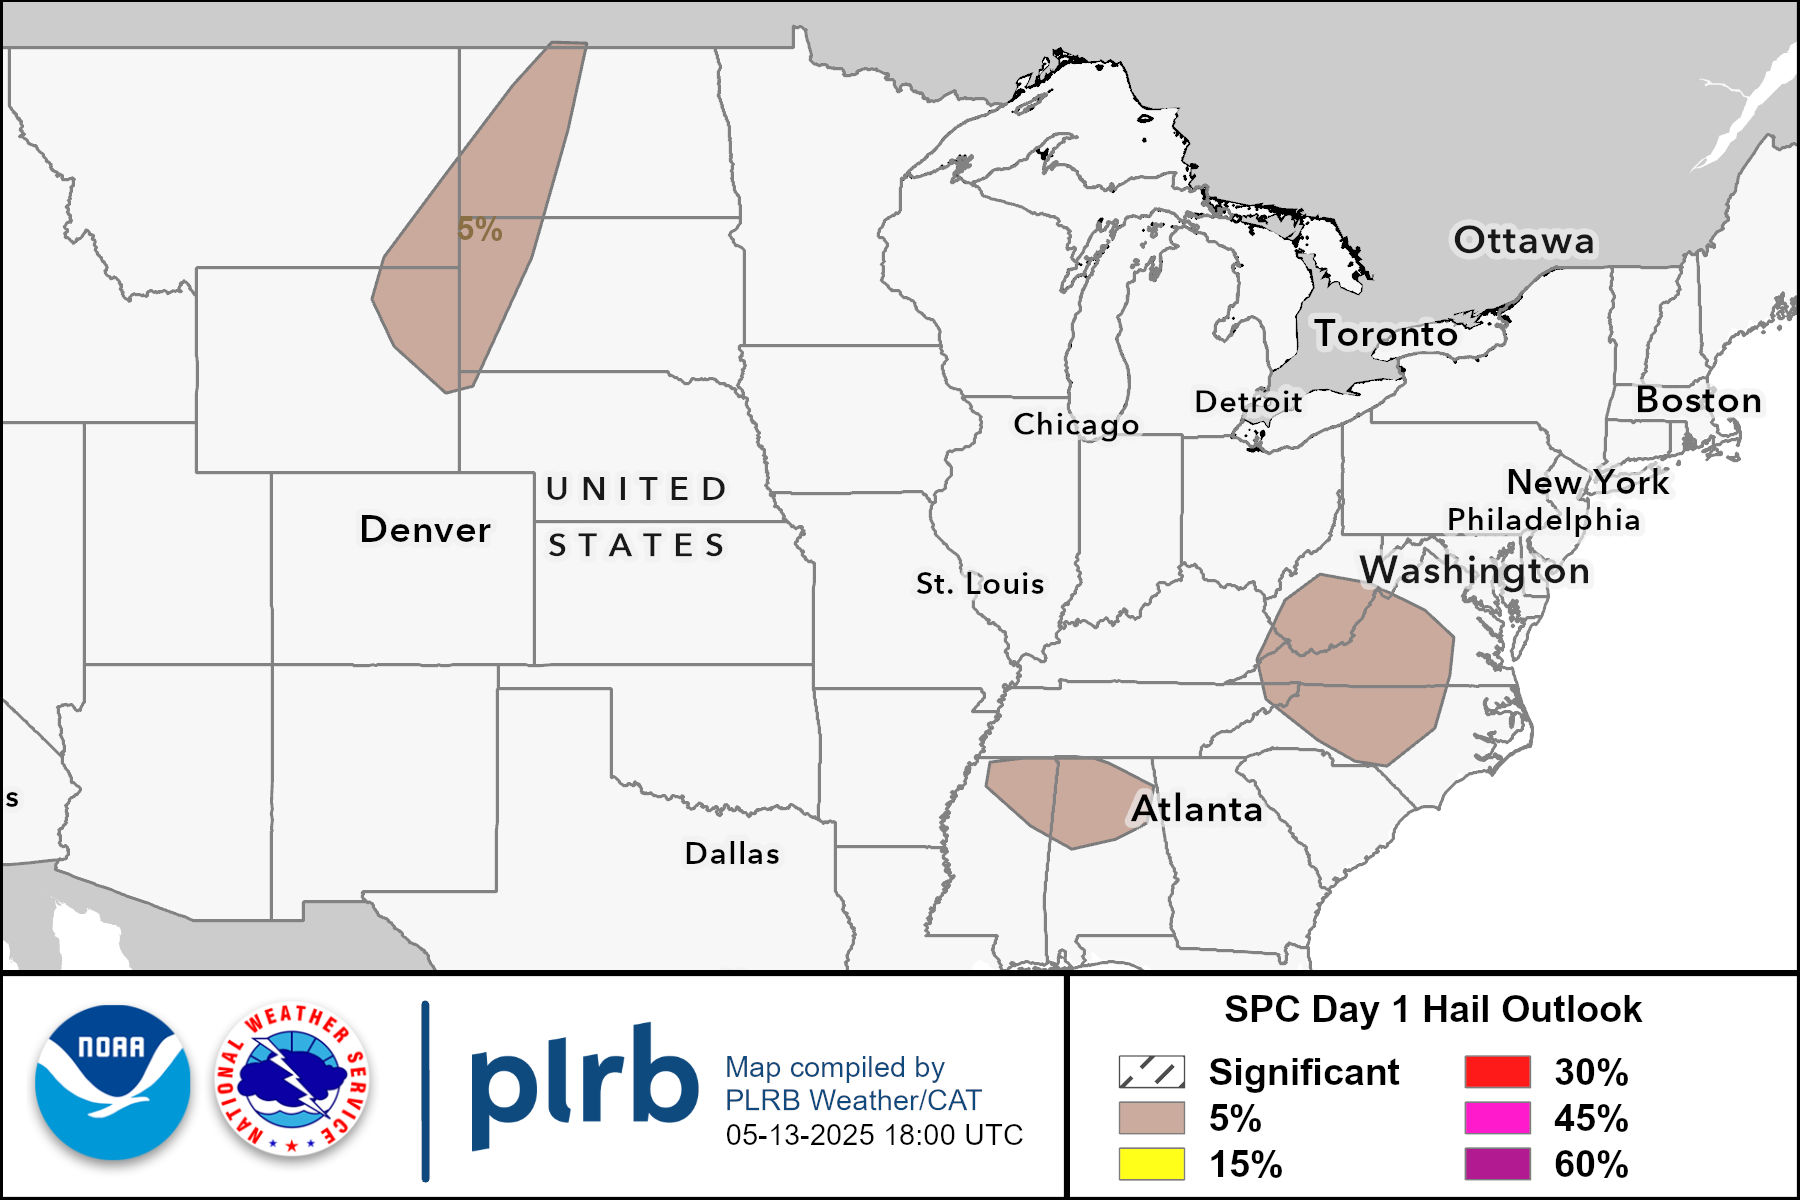 5%
Ottawa
Toronto
Detroit
Boston
Chicago
New York
UNITED
Philadelphia
Denver
STATES
Washington
St. Louis
s
Atlanta
Dallas
NOAA
NATIONAL WEATHER SERVICE
plrb
Map compiled by
PLRB Weather/CAT
05-13-2025 18:00 UTC
SPC Day 1 Hail Outlook
Significant
5%
15%
30%
45%
60%